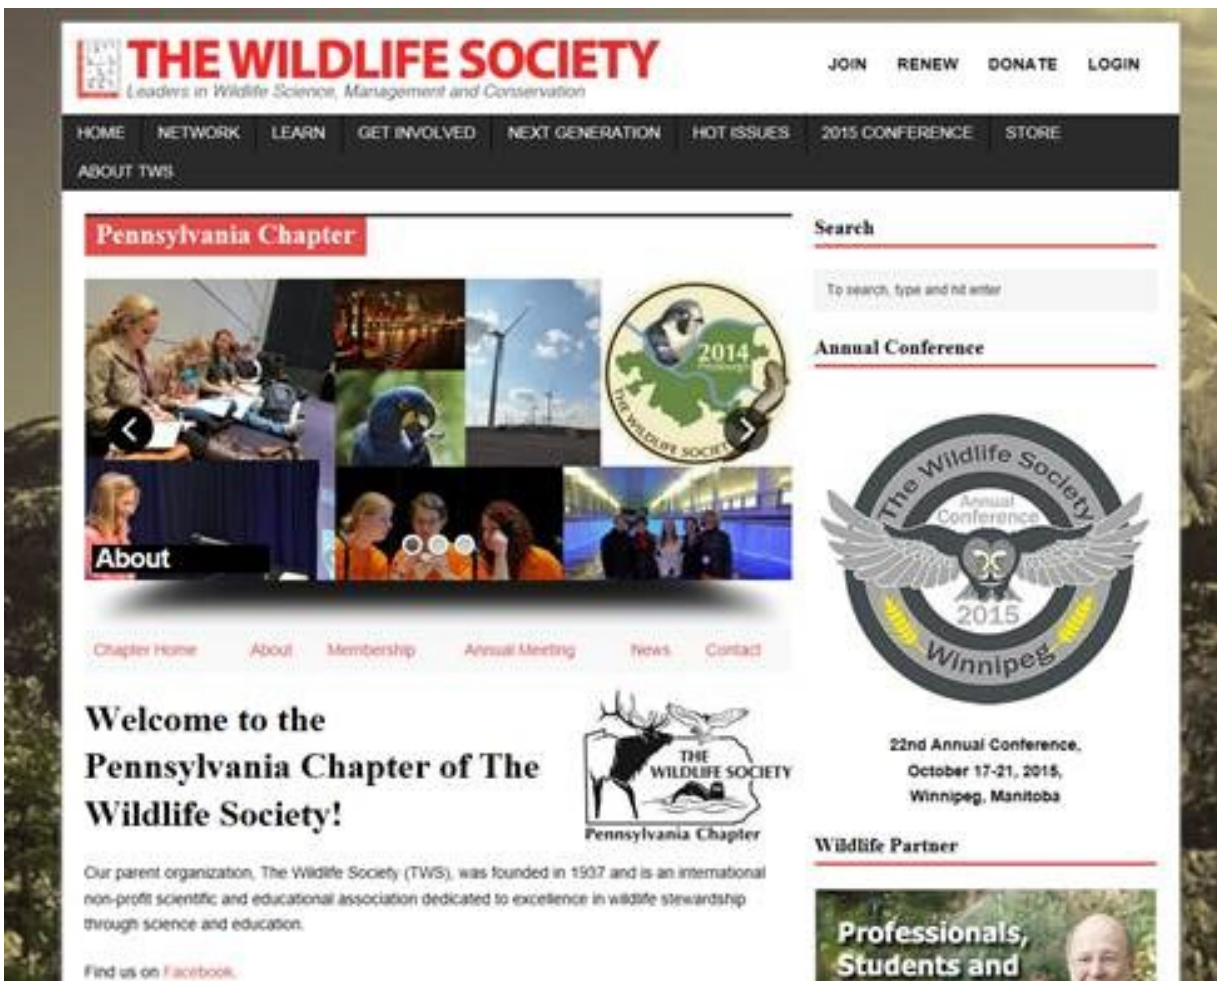 THE WILDLIFE SOCIETY
Leaders in Wildlife Science, Management and Conservation
JOIN RENEW DONATE LOGIN
HOME NETWORK LEARN GET INVOLVED NEXT GENERATION HOT ISSUES 2015 CONFERENCE STORE
ABOUT TWS
Pennsylvania Chapter
2014
Pittsburgh
THE WILDLIFE SOCIETY
About
Chapter Home About Membership Annual Meeting News Contact
Welcome to the
Pennsylvania Chapter of The
Wildlife Society!
THE
WILDLIFE SOCIETY
Pennsylvania Chapter
Our parent organization, The Wildlife Society (TWS), was founded in 1937 and is an international
non-profit scientific and educational association dedicated to excellence in wildlife stewardship
through science and education.
Find us on Facebook.
Search
To search, type and hit enter
Annual Conference
The Wildlife Society
Annual
Conference
2015
Winnipeg
22nd Annual Conference,
October 17-21, 2015,
Winnipeg, Manitoba
Wildlife Partner
Professionals,
Students and